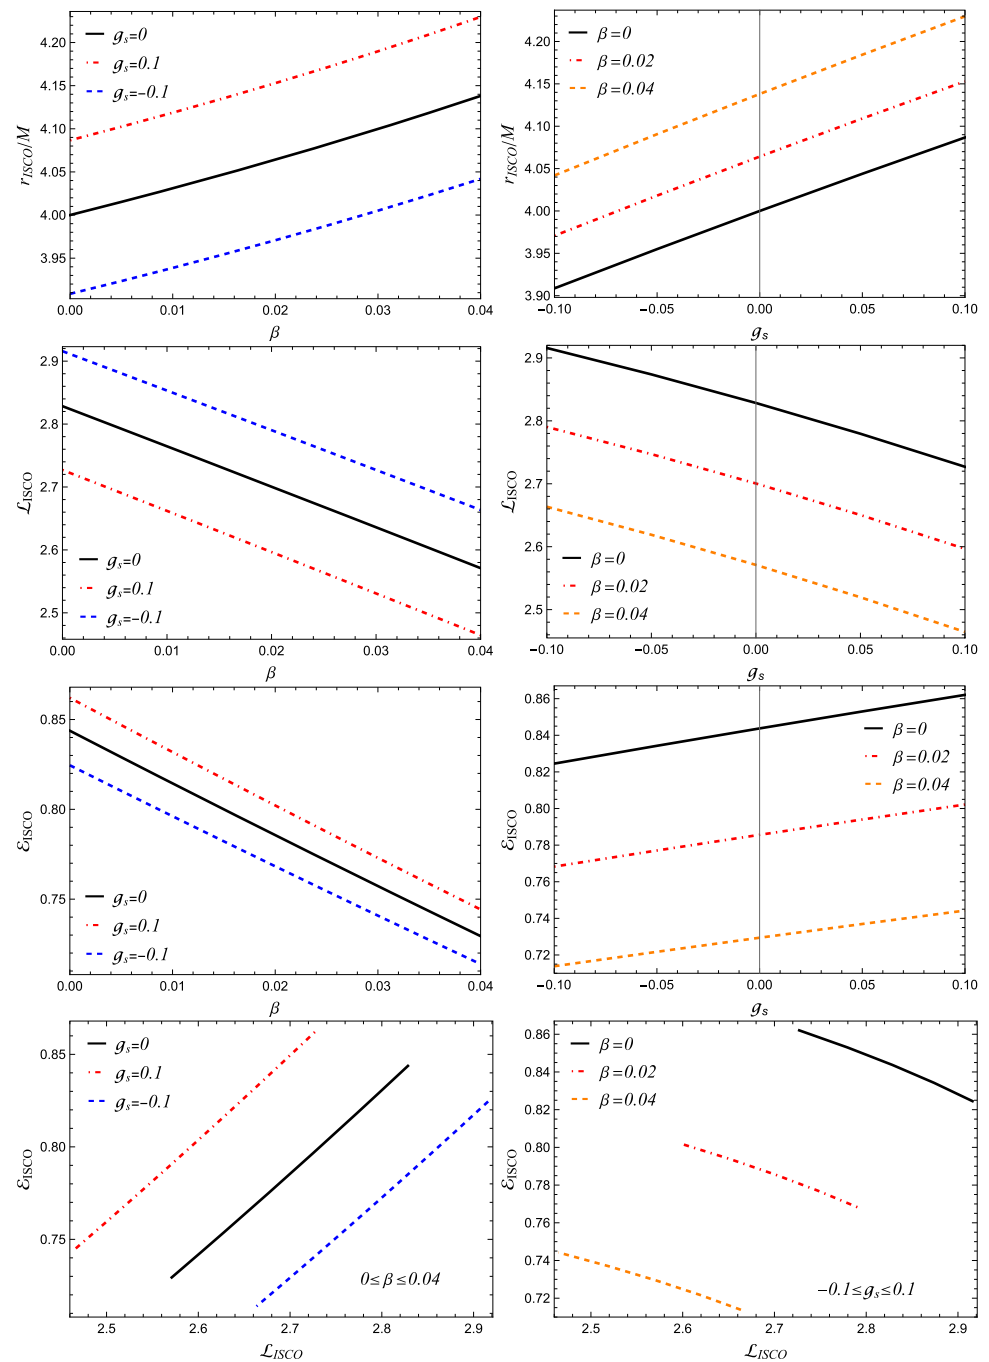 g_s=0
g_s=0.1
g_s=-0.1
4.20
4.15
4.10
4.05
4.00
3.95
r_ISCO/M
0.00 0.01 0.02 0.03 0.04
β
β=0
β=0.02
β=0.04
4.20
4.15
4.10
4.05
4.00
3.95
3.90
r_ISCO/M
-0.10 -0.05 0.00 0.05 0.10
g_s
2.9
2.8
2.7
2.6
2.5
ℒ_ISCO
g_s=0
g_s=0.1
g_s=-0.1
0.00 0.01 0.02 0.03 0.04
β
2.9
2.8
2.7
2.6
2.5
ℒ_ISCO
β=0
β=0.02
β=0.04
-0.10 -0.05 0.00 0.05 0.10
g_s
0.85
0.80
0.75
ℰ_ISCO
g_s=0
g_s=0.1
g_s=-0.1
0.00 0.01 0.02 0.03 0.04
β
0.86
0.84
0.82
0.80
0.78
0.76
0.74
0.72
ℰ_ISCO
β=0
β=0.02
β=0.04
-0.10 -0.05 0.00 0.05 0.10
g_s
g_s=0
g_s=0.1
g_s=-0.1
0.85
0.80
0.75
ℰ_ISCO
0≤β≤0.04
2.5 2.6 2.7 2.8 2.9
ℒ_ISCO
β=0
β=0.02
β=0.04
0.86
0.84
0.82
0.80
0.78
0.76
0.74
0.72
ℰ_ISCO
-0.1≤g_s≤0.1
2.5 2.6 2.7 2.8 2.9
ℒ_ISCO